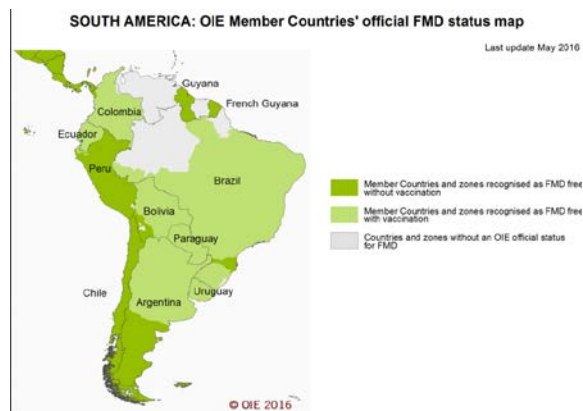 SOUTH AMERICA: OIE Member Countries' official FMD status map
Last update May 2016
Guyana
French Guyana
Colombia
Ecuador
Peru
Brazil
Bolivia
Paraguay
Chile
Uruguay
Argentina
Member Countries and zones recognised as FMD free
without vaccination
Member Countries and zones recognised as FMD free
with vaccination
Countries and zones without an OIE official status
for FMD
© OIE 2016